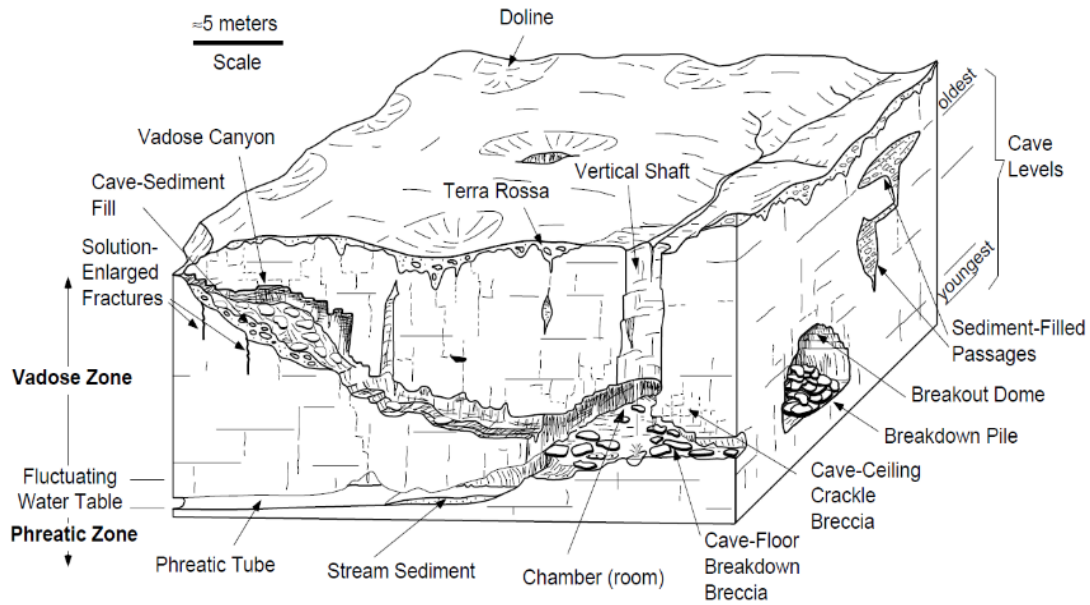 ≈5 meters
Scale
Doline
Vadose Canyon
Cave-Sediment
Fill
Solution-
Enlarged
Fractures
Terra Rossa
Vertical Shaft
oldest
Cave
Levels
youngest
Sediment-Filled
Passages
Breakout Dome
Breakdown Pile
Vadose Zone
Fluctuating
Water Table
Phreatic Zone
Phreatic Tube
Stream Sediment
Chamber (room)
Cave-Floor
Breakdown
Breccia
Cave-Ceiling
Crackle
Breccia